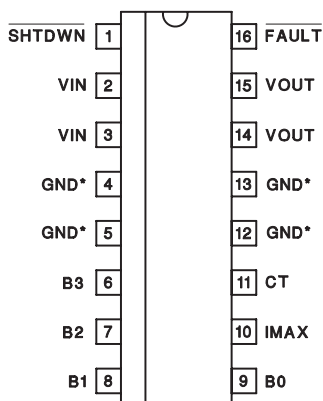 SHTDWN 1 16 FAULT
VIN 2 15 VOUT
VIN 3 14 VOUT
GND* 4 13 GND*
GND* 5 12 GND*
B3 6 11 CT
B2 7 10 IMAX
B1 8 9 B0